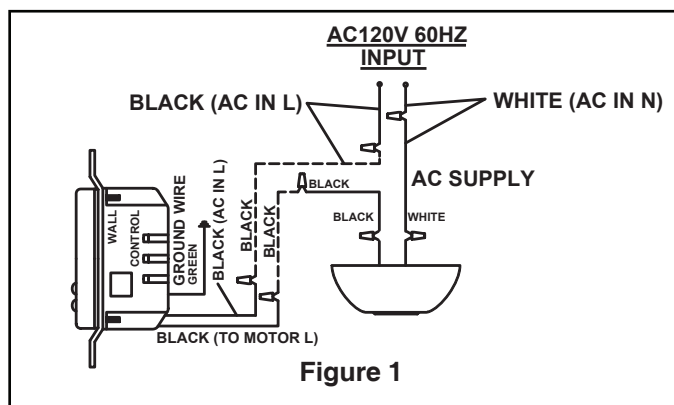 AC120V 60HZ
INPUT
BLACK (AC IN L)
WHITE (AC IN N)
BLACK
AC SUPPLY
BLACK
WHITE
WALL
CONTROL
GROUND WIRE
GREEN
BLACK (AC IN L)
BLACK
BLACK
BLACK (TO MOTOR L)
Figure 1